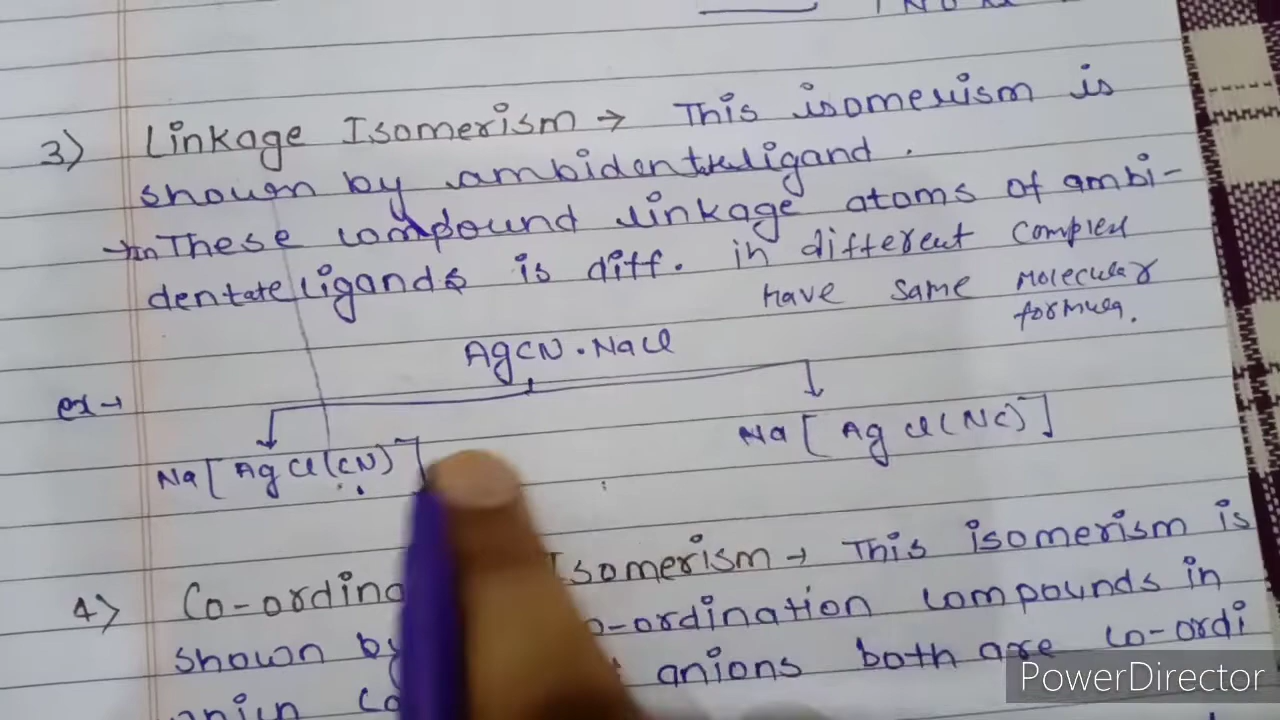 3) Linkage Isomerism → This isomerism is
shown by ambidentate ligand.
→ In These compound linkage atoms of ambi-
dentate ligands is diff. in different complex
have same molecular
formula.
AgCN . NaCl
ex →
Na [ Ag Cl (CN) ]
Na [ Ag Cl (NC) ]
4) Co-ordina Isomerism → This isomerism is
shown by o-ordination compounds in
anions both are co-ordi
PowerDirector